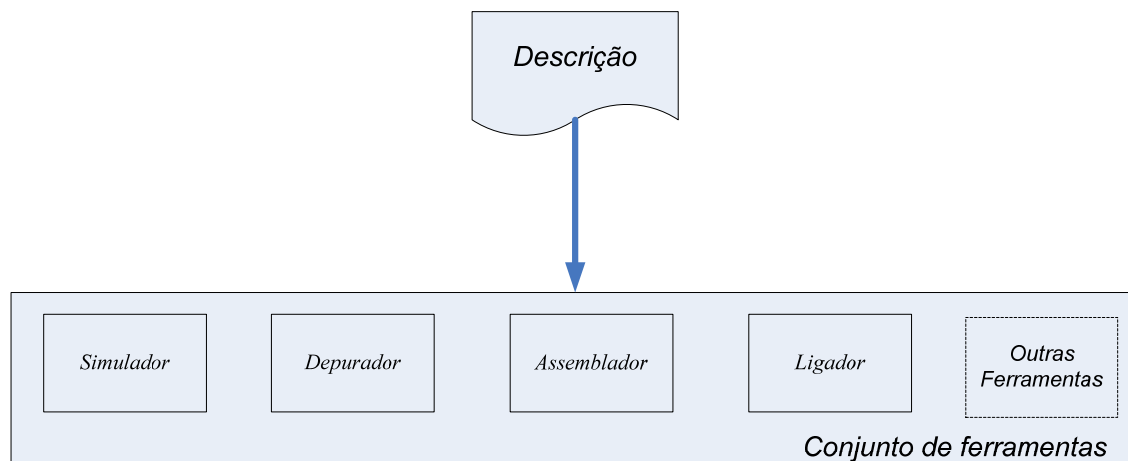 Descrição
Simulador
Depurador
Assemblador
Ligador
Outras
Ferramentas
Conjunto de ferramentas